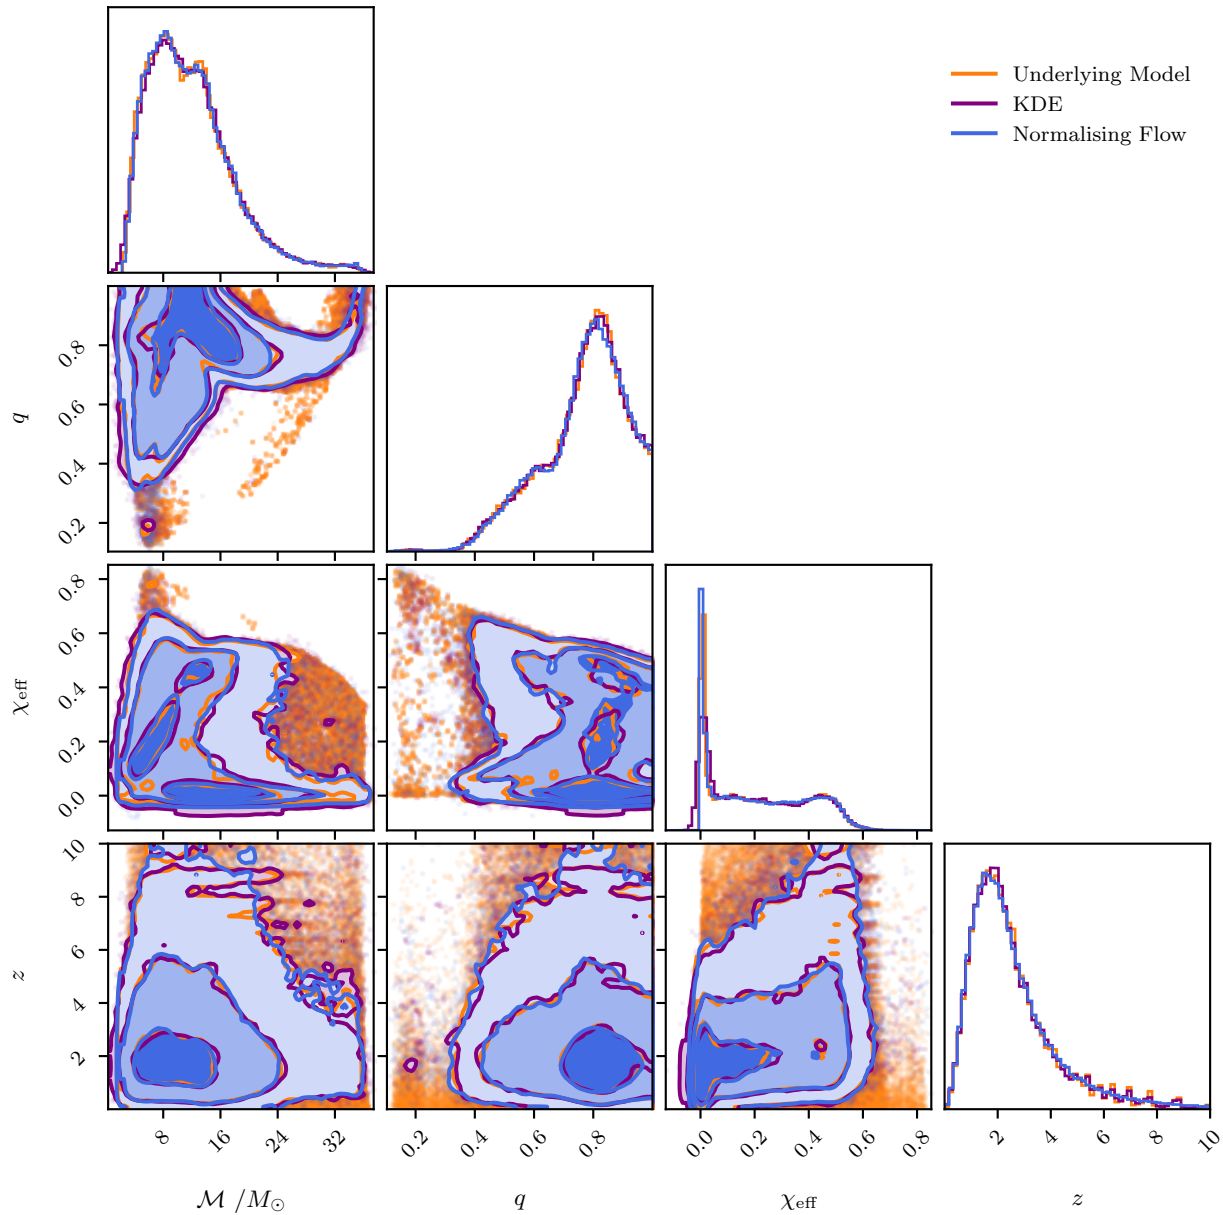 Underlying Model
KDE
Normalising Flow
q
0.8
0.6
0.4
0.2
χeff
0.8
0.6
0.4
0.2
0.0
z
10
8
6
4
2
8 16 24 32
0.2 0.4 0.6 0.8
0.0 0.2 0.4 0.6 0.8
2 4 6 8 10
ℳ /M⊙
q
χeff
z